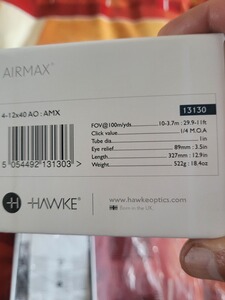 AIRMAX®
4-12x40 AO : AMX
13130
FOV@100m/yds. 10-3.7m : 29.9-11ft
Click value 1/4 M.O.A
Tube dia. 1in
Eye relief 89mm : 3.5in
Length: 327mm : 12.9in
Weight: 522g : 18.4oz
5 054492 131303 >
HAWKE®
www.hawkeoptics.com